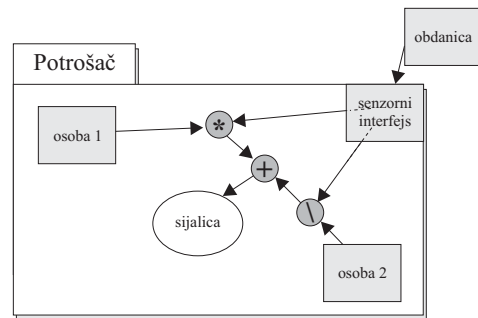 obdanica
Potrošač
senzorni
interfejs
osoba 1
*
+
sijalica
\
osoba 2